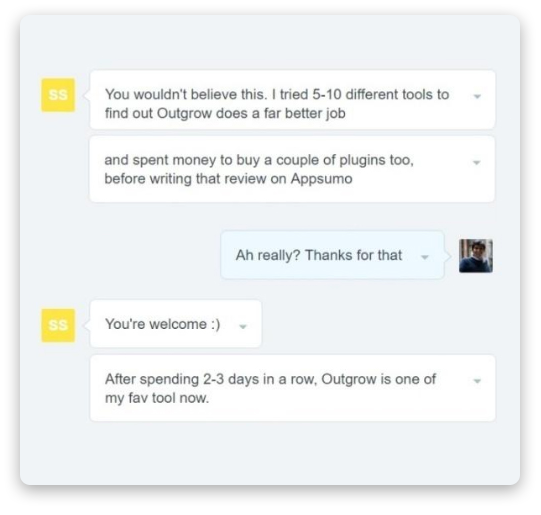 SS
You wouldn't believe this. I tried 5-10 different tools to
find out Outgrow does a far better job
and spent money to buy a couple of plugins too,
before writing that review on Appsumo
Ah really? Thanks for that
SS
You're welcome :)
After spending 2-3 days in a row, Outgrow is one of
my fav tool now.